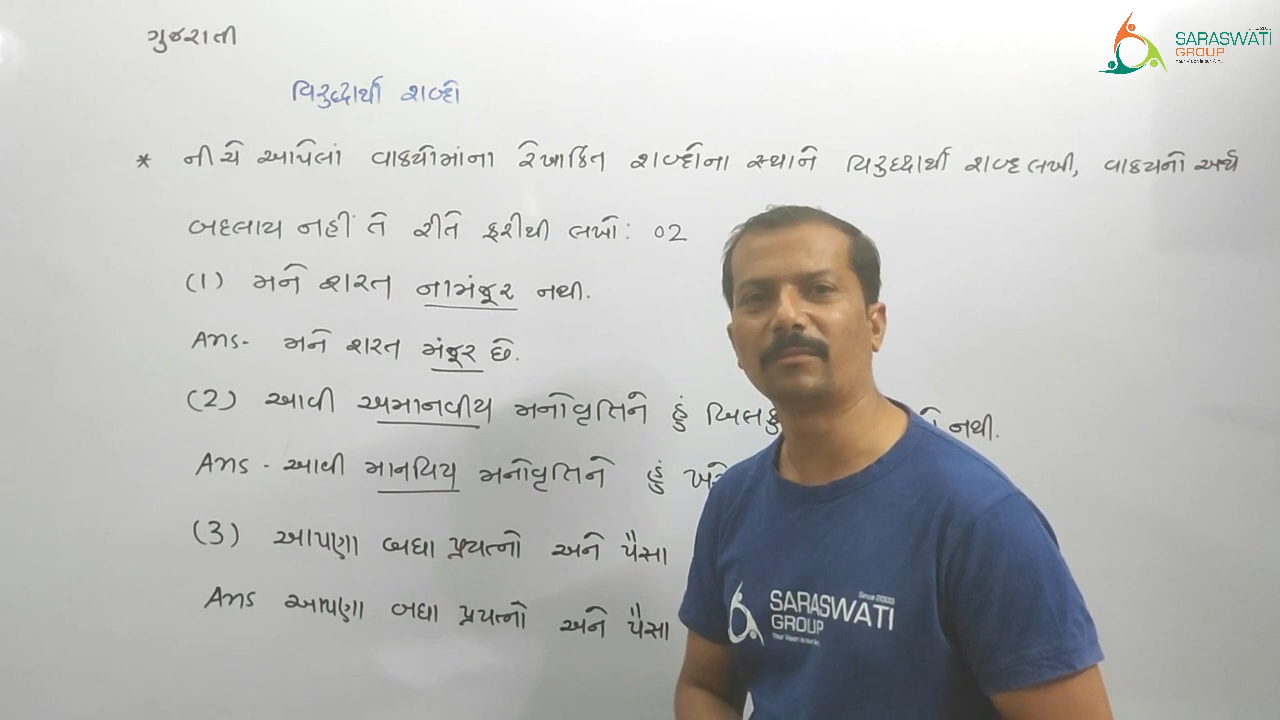 ગુજરાતી
SARASWATI
GROUP
વિરુદ્ધાર્થી શબ્દો
* નીચે આપેલાં વાક્યોમાંના રેખાંકિત શબ્દોના સ્થાને વિરુદ્ધાર્થી શબ્દ લખી, વાક્યનો અર્થ
બદલાય નહીં તે રીતે ફરીથી લખો: 02
(1) મને શરત નામંજૂર નથી.
Ans- મને શરત મંજૂર છે.
(2) આવી અમાનવીય મનોવૃતિને હું નથી.
Ans - આવી માનવિય મનોવૃતિને હું
(3) આપણા બધા પ્રયત્નો અને પૈસા
Ans આપણા બધા પ્રયત્નો અને પૈસા
Since 2003
SARASWATI
GROUP